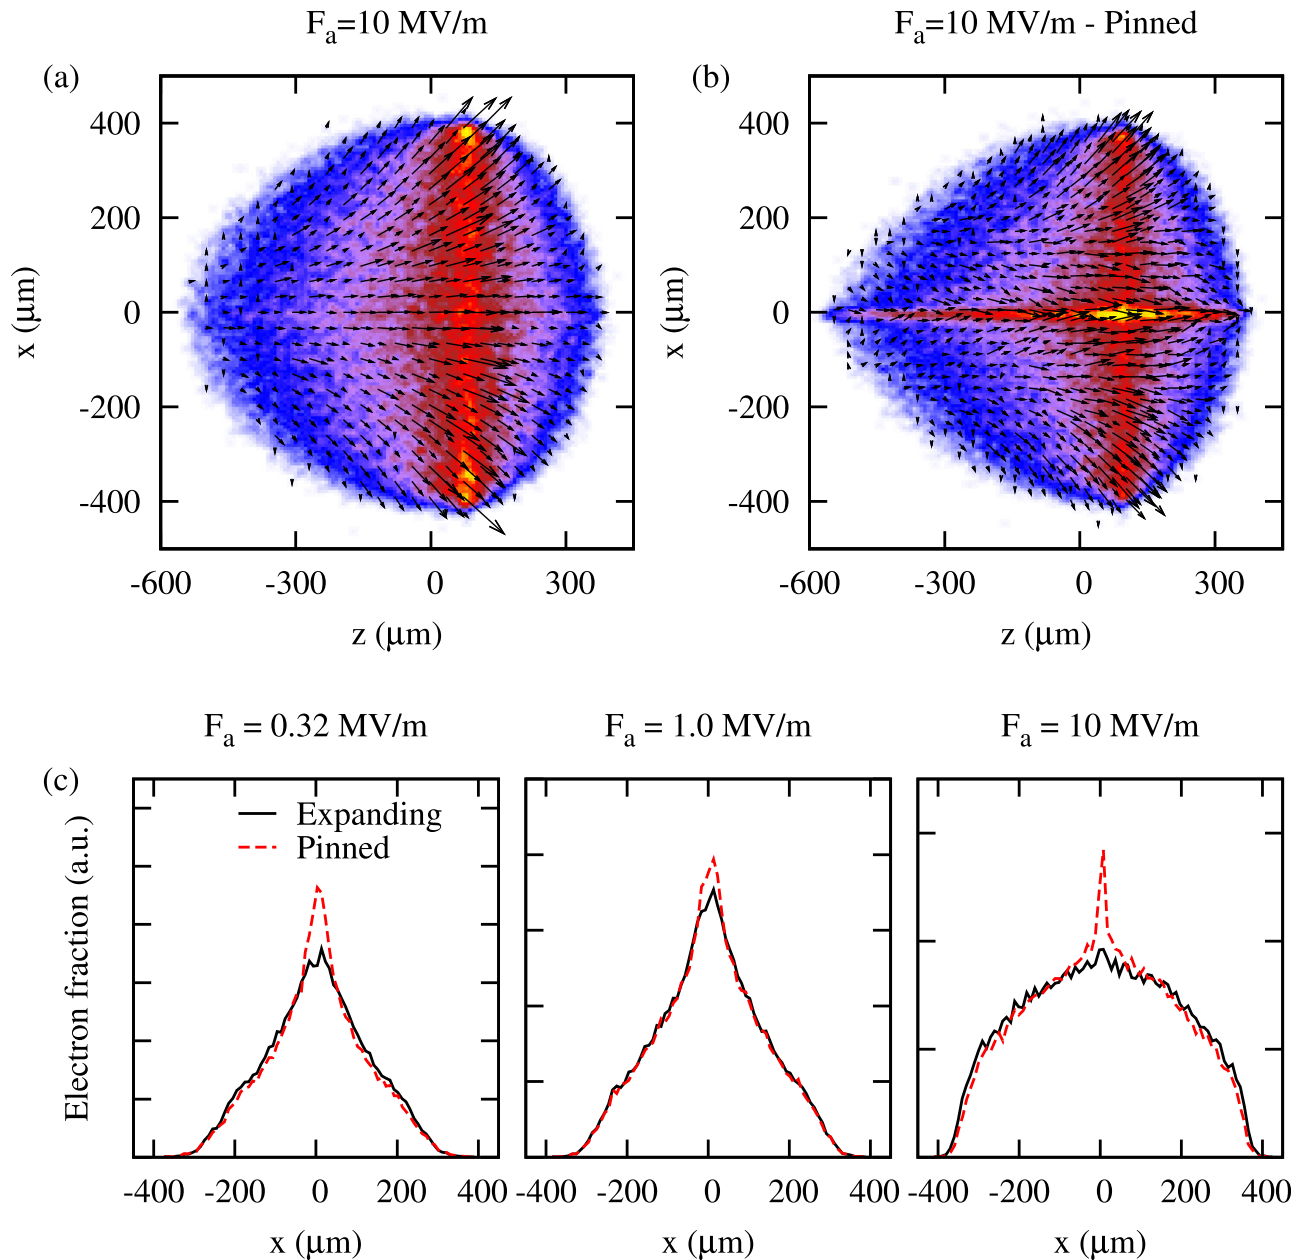 F_a=10 MV/m
F_a=10 MV/m - Pinned
(a)
(b)
400
200
0
-200
-400
x (μm)
-600 -300 0 300
z (μm)
400
200
0
-200
-400
x (μm)
-600 -300 0 300
z (μm)
F_a = 0.32 MV/m
F_a = 1.0 MV/m
F_a = 10 MV/m
(c)
Expanding
Pinned
Electron fraction (a.u.)
-400 -200 0 200 400
x (μm)
-400 -200 0 200 400
x (μm)
-400 -200 0 200 400
x (μm)